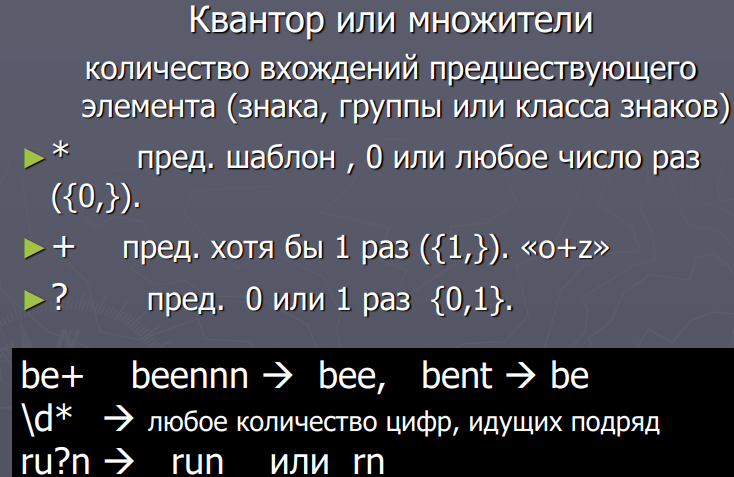 Квантор или множители
количество вхождений предшествующего
элемента (знака, группы или класса знаков)
►* пред. шаблон , 0 или любое число раз
({0,}).
►+ пред. хотя бы 1 раз ({1,}). «o+z»
►? пред. 0 или 1 раз {0,1}.
be+ beennn → bee, bent → be
\d* → любое количество цифр, идущих подряд
ru?n → run или rn